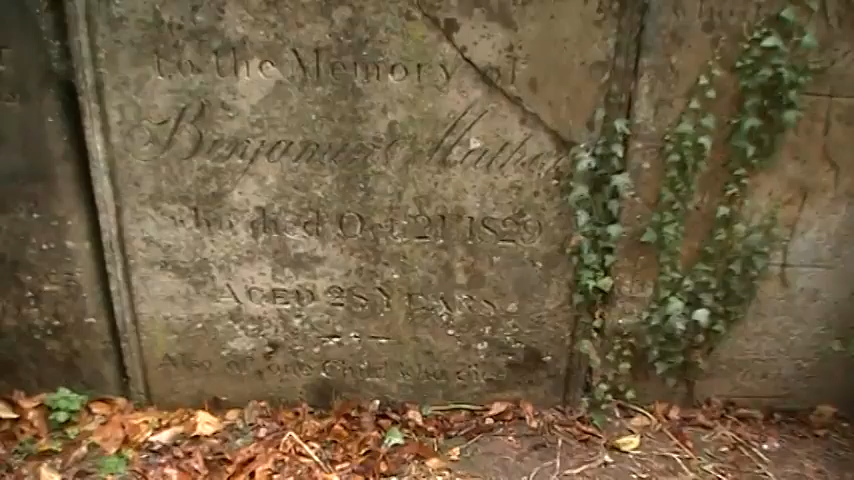 to the Memory of
Benjamin C. Heathcote
who died Oct. 21 1829
AGED 28 YEARS
Also of one Child who died